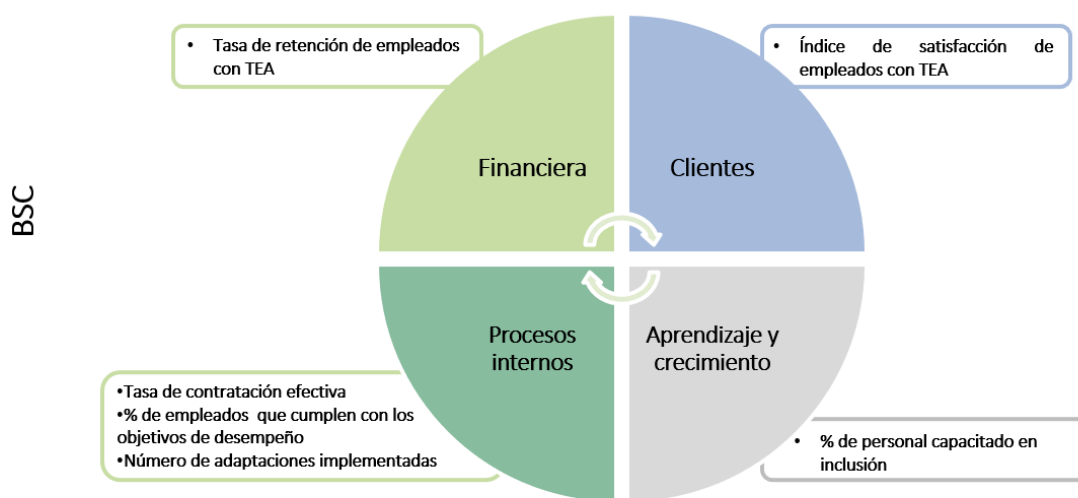 BSC
• Tasa de retención de empleados
con TEA
• Índice de satisfacción de
empleados con TEA
Financiera
Clientes
Procesos
internos
Aprendizaje y
crecimiento
•Tasa de contratación efectiva
•% de empleados que cumplen con los
objetivos de desempeño
•Número de adaptaciones implementadas
• % de personal capacitado en
inclusión